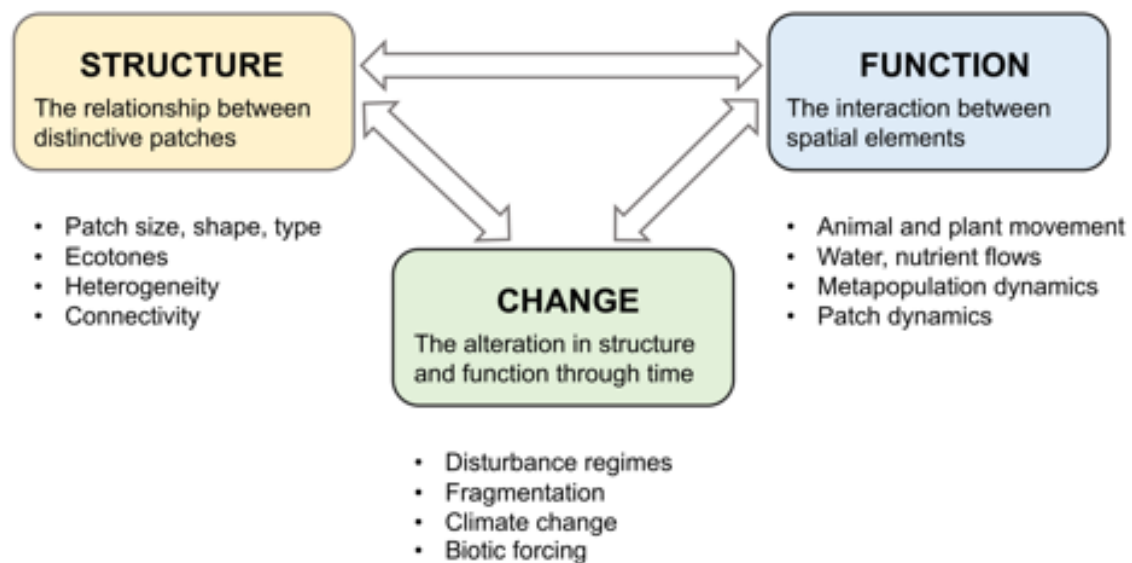 STRUCTURE
The relationship between
distinctive patches
• Patch size, shape, type
• Ecotones
• Heterogeneity
• Connectivity
FUNCTION
The interaction between
spatial elements
• Animal and plant movement
• Water, nutrient flows
• Metapopulation dynamics
• Patch dynamics
CHANGE
The alteration in structure
and function through time
• Disturbance regimes
• Fragmentation
• Climate change
• Biotic forcing